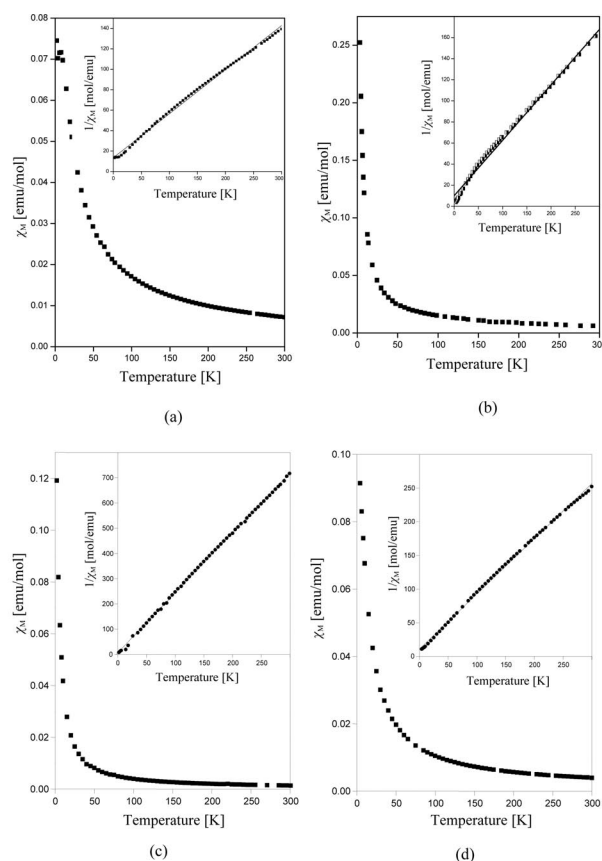 0.08
0.07
0.06
0.05
0.04
0.03
0.02
0.01
0.00
χM [emu/mol]
0 50 100 150 200 250 300
Temperature [K]
140
120
100
80
60
40
20
0
1/χM [mol/emu]
0 50 100 150 200 250 300
Temperature [K]
(a)
0.25
0.20
0.15
0.10
0.05
0.00
χM [emu/mol]
0 50 100 150 200 250 30
Temperature [K]
160
140
120
100
80
60
40
20
0
1/χM [mol/emu]
0 50 100 150 200 250
Temperature [K]
(b)
0.12
0.10
0.08
0.06
0.04
0.02
0.00
χM [emu/mol]
0 50 100 150 200 250 300
Temperature [K]
700
600
500
400
300
200
100
0
1/χM [mol/emu]
0 50 100 150 200 250
Temperature [K]
(c)
0.10
0.08
0.06
0.04
0.02
0.00
χM [emu/mol]
0 50 100 150 200 250 300
Temperature [K]
250
200
150
100
50
0
1/χM [mol/emu]
0 50 100 150 200 250
Temperature [K]
(d)